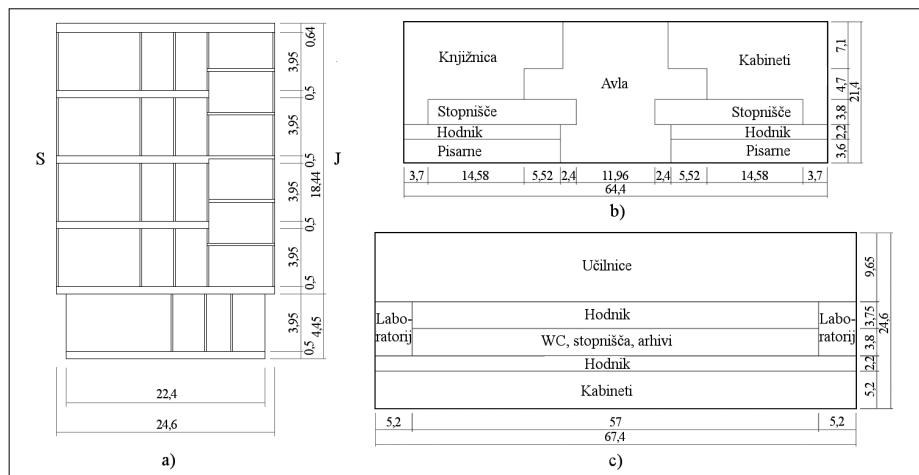 S
J
0,64
3,95
0,5
3,95
0,5
3,95
0,5
3,95
0,5
18,44
3,95
0,5
4,45
22,4
24,6
a)
Knjižnica
Avla
Kabineti
Stopnišče
Stopnišče
Hodnik
Hodnik
Pisarne
Pisarne
7,1
4,7
3,8
2,2
3,6
21,4
3,7 14,58 5,52 2,4 11,96 2,4 5,52 14,58 3,7
64,4
b)
Učilnice
Labo-
ratorij
Hodnik
WC, stopnišča, arhivi
Labo-
ratorij
Hodnik
Kabineti
9,65
3,75
3,8
2,2
5,2
24,6
5,2 57 5,2
67,4
c)